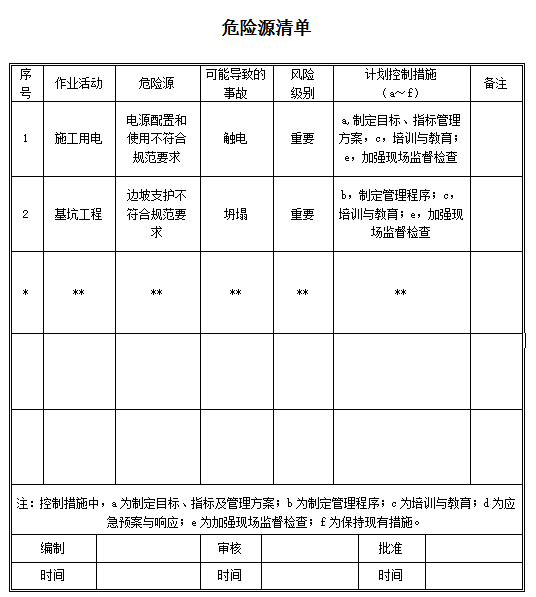 危险源清单
序号 作业活动 危险源 可能导致的事故 风险级别 计划控制措施（a～f） 备注
1 施工用电 电源配置和使用不符合规范要求 触电 重要 a,制定目标、指标管理方案，c，培训与教育；e，加强现场监督检查
2 基坑工程 边坡支护不符合规范要求 坍塌 重要 b，制定管理程序；c，培训与教育；e，加强现场监督检查
* ** ** ** ** **
注：控制措施中，a为制定目标、指标及管理方案；b为制定管理程序；c为培训与教育；d为应
急预案与响应；e为加强现场监督检查；f为保持现有措施。
编制 审核 批准
时间 时间 时间